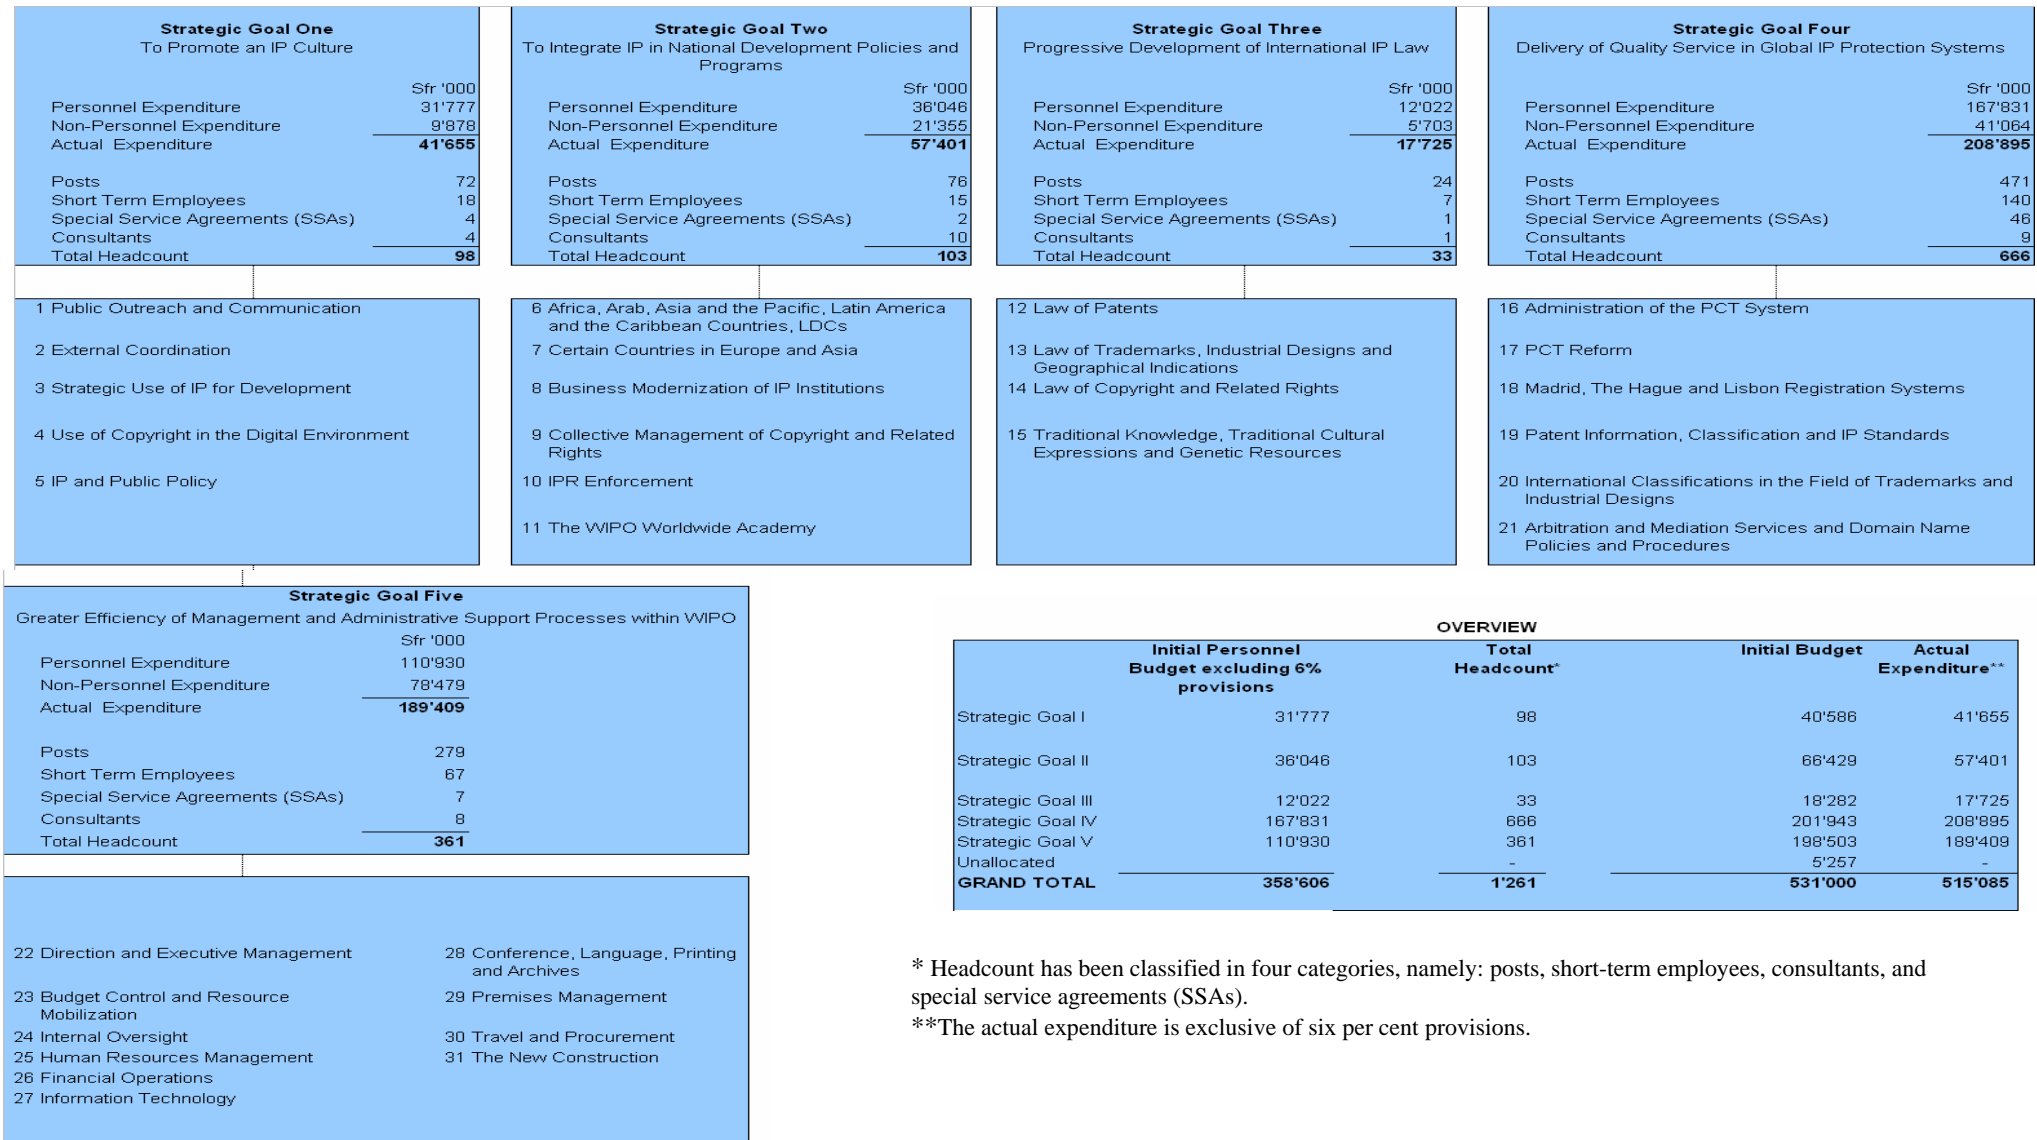 Strategic Goal One
To Promote an IP Culture
Sfr '000
Personnel Expenditure 31'777
Non-Personnel Expenditure 9'878
Actual Expenditure 41'655
Posts 72
Short Term Employees 18
Special Service Agreements (SSAs) 4
Consultants 4
Total Headcount 98
1 Public Outreach and Communication
2 External Coordination
3 Strategic Use of IP for Development
4 Use of Copyright in the Digital Environment
5 IP and Public Policy
Strategic Goal Two
To Integrate IP in National Development Policies and
Programs
Sfr '000
Personnel Expenditure 36'046
Non-Personnel Expenditure 21'355
Actual Expenditure 57'401
Posts 76
Short Term Employees 15
Special Service Agreements (SSAs) 2
Consultants 10
Total Headcount 103
6 Africa, Arab, Asia and the Pacific, Latin America
and the Caribbean Countries, LDCs
7 Certain Countries in Europe and Asia
8 Business Modernization of IP Institutions
9 Collective Management of Copyright and Related
Rights
10 IPR Enforcement
11 The WIPO Worldwide Academy
Strategic Goal Three
Progressive Development of International IP Law
Sfr '000
Personnel Expenditure 12'022
Non-Personnel Expenditure 5'703
Actual Expenditure 17'725
Posts 24
Short Term Employees 7
Special Service Agreements (SSAs) 1
Consultants 1
Total Headcount 33
12 Law of Patents
13 Law of Trademarks, Industrial Designs and
Geographical Indications
14 Law of Copyright and Related Rights
15 Traditional Knowledge, Traditional Cultural
Expressions and Genetic Resources
Strategic Goal Four
Delivery of Quality Service in Global IP Protection Systems
Sfr '000
Personnel Expenditure 167'831
Non-Personnel Expenditure 41'064
Actual Expenditure 208'895
Posts 471
Short Term Employees 140
Special Service Agreements (SSAs) 46
Consultants 9
Total Headcount 666
16 Administration of the PCT System
17 PCT Reform
18 Madrid, The Hague and Lisbon Registration Systems
19 Patent Information, Classification and IP Standards
20 International Classifications in the Field of Trademarks and
Industrial Designs
21 Arbitration and Mediation Services and Domain Name
Policies and Procedures
Strategic Goal Five
Greater Efficiency of Management and Administrative Support Processes within WIPO
Sfr '000
Personnel Expenditure 110'930
Non-Personnel Expenditure 78'479
Actual Expenditure 189'409
Posts 279
Short Term Employees 67
Special Service Agreements (SSAs) 7
Consultants 8
Total Headcount 361
22 Direction and Executive Management
23 Budget Control and Resource
Mobilization
24 Internal Oversight
25 Human Resources Management
26 Financial Operations
27 Information Technology
28 Conference, Language, Printing
and Archives
29 Premises Management
30 Travel and Procurement
31 The New Construction
OVERVIEW
Initial Personnel Total Initial Budget Actual
Budget excluding 6% Headcount* Expenditure**
provisions
Strategic Goal I 31'777 98 40'586 41'655
Strategic Goal II 36'046 103 66'429 57'401
Strategic Goal III 12'022 33 18'282 17'725
Strategic Goal IV 167'831 666 201'943 208'895
Strategic Goal V 110'930 361 198'503 189'409
Unallocated - 5'257 -
GRAND TOTAL 358'606 1'261 531'000 515'085
* Headcount has been classified in four categories, namely: posts, short-term employees, consultants, and
special service agreements (SSAs).
**The actual expenditure is exclusive of six per cent provisions.